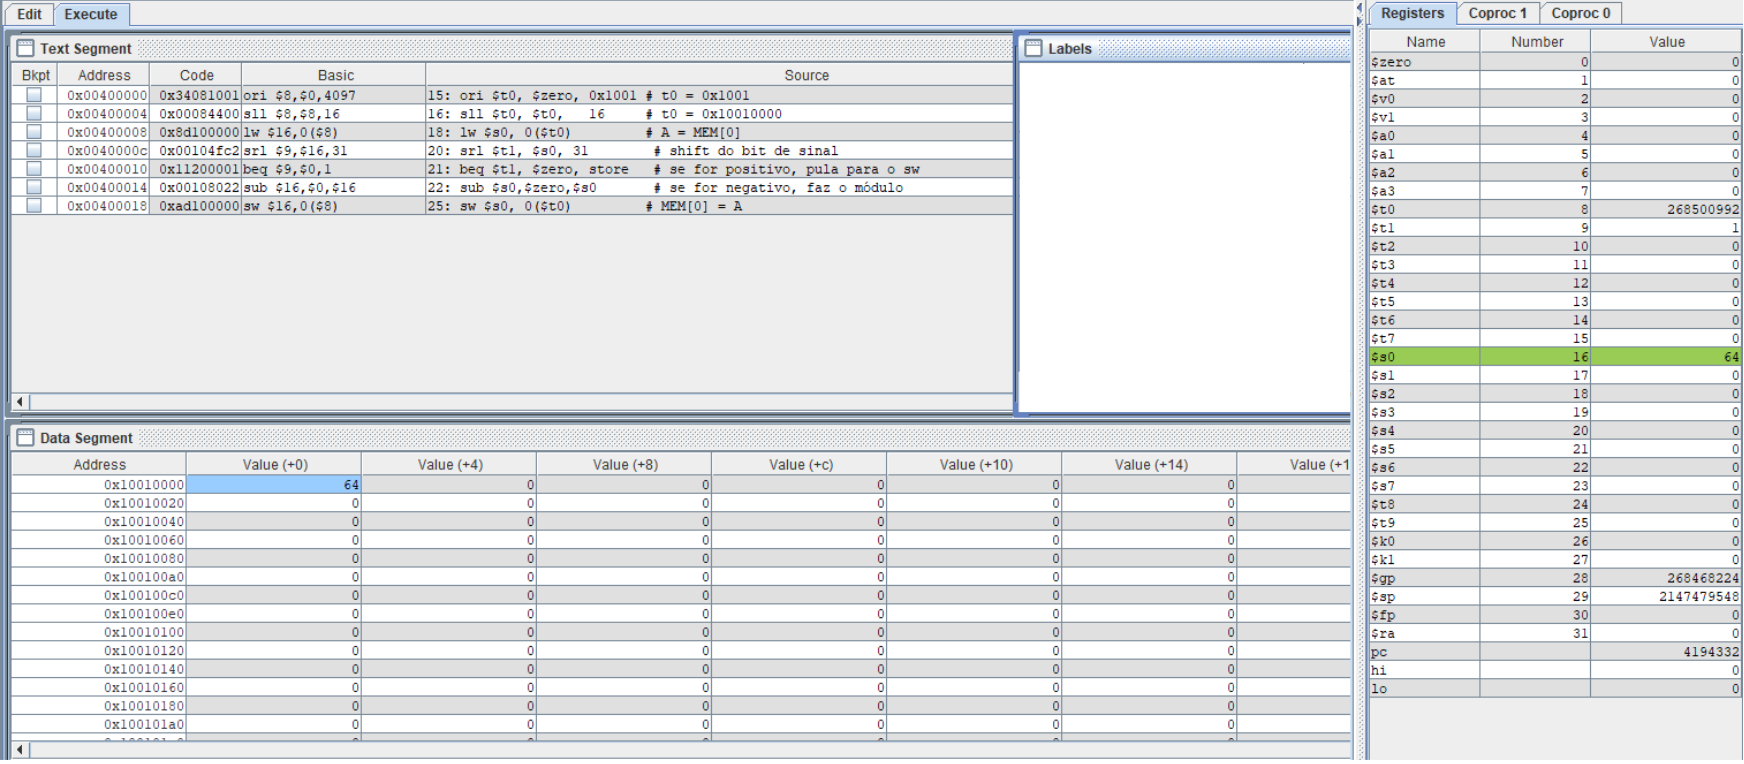 Edit Execute
Text Segment
Bkpt Address Code Basic Source
0x00400000 0x34081001 ori $8,$0,4097 15: ori $t0, $zero, 0x1001 # t0 = 0x1001
0x00400004 0x00084400 sll $8,$8,16 16: sll $t0, $t0, 16 # t0 = 0x10010000
0x00400008 0x8d100000 lw $16,0($8) 18: lw $s0, 0($t0) # A = MEM[0]
0x0040000c 0x00104fc2 srl $9,$16,31 20: srl $t1, $s0, 31 # shift do bit de sinal
0x00400010 0x11200001 beq $9,$0,1 21: beq $t1, $zero, store # se for positivo, pula para o sw
0x00400014 0x00108022 sub $16,$0,$16 22: sub $s0,$zero,$s0 # se for negativo, faz o módulo
0x00400018 0xad100000 sw $16,0($8) 25: sw $s0, 0($t0) # MEM[0] = A
Labels
Data Segment
Address Value (+0) Value (+4) Value (+8) Value (+c) Value (+10) Value (+14) Value (+1
0x10010000 64 0 0 0 0 0
0x10010020 0 0 0 0 0 0
0x10010040 0 0 0 0 0 0
0x10010060 0 0 0 0 0 0
0x10010080 0 0 0 0 0 0
0x100100a0 0 0 0 0 0 0
0x100100c0 0 0 0 0 0 0
0x100100e0 0 0 0 0 0 0
0x10010100 0 0 0 0 0 0
0x10010120 0 0 0 0 0 0
0x10010140 0 0 0 0 0 0
0x10010160 0 0 0 0 0 0
0x10010180 0 0 0 0 0 0
0x100101a0 0 0 0 0 0 0
Registers Coproc 1 Coproc 0
Name Number Value
$zero 0 0
$at 1 0
$v0 2 0
$v1 3 0
$a0 4 0
$a1 5 0
$a2 6 0
$a3 7 0
$t0 8 268500992
$t1 9 1
$t2 10 0
$t3 11 0
$t4 12 0
$t5 13 0
$t6 14 0
$t7 15 0
$s0 16 64
$s1 17 0
$s2 18 0
$s3 19 0
$s4 20 0
$s5 21 0
$s6 22 0
$s7 23 0
$t8 24 0
$t9 25 0
$k0 26 0
$k1 27 0
$gp 28 268468224
$sp 29 2147479548
$fp 30 0
$ra 31 0
pc 4194332
hi 0
lo 0